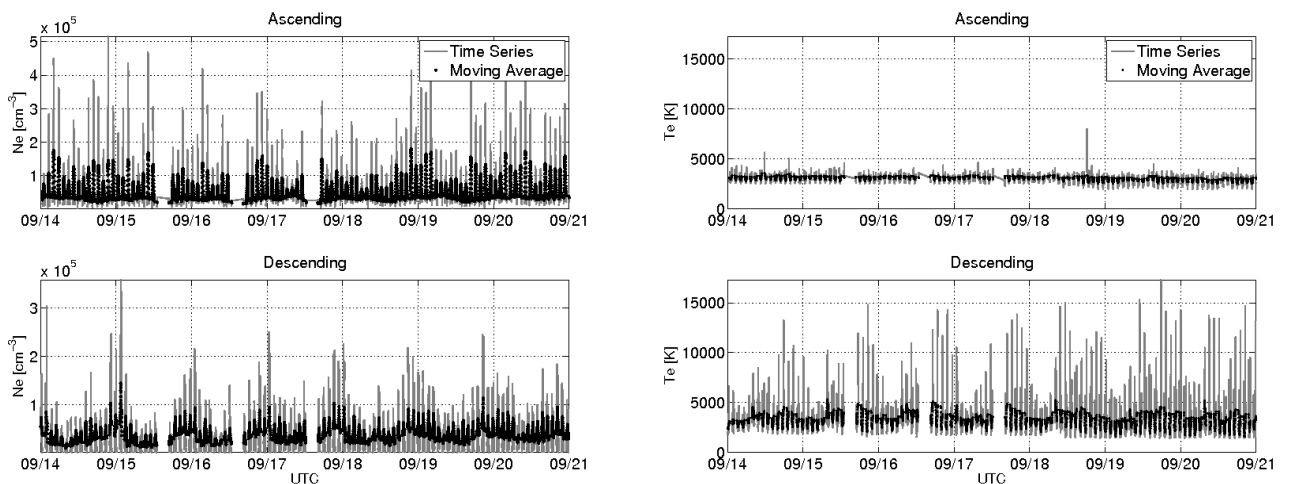 Ascending
x 10^5
Time Series
Moving Average
5
4
3
2
1
Ne [cm^-3]
09/14 09/15 09/16 09/17 09/18 09/19 09/20 09/21
Ascending
Time Series
Moving Average
15000
10000
5000
0
Te [K]
09/14 09/15 09/16 09/17 09/18 09/19 09/20 09/21
Descending
x 10^5
3
2
1
Ne [cm^-3]
09/14 09/15 09/16 09/17 09/18 09/19 09/20 09/21
UTC
Descending
15000
10000
5000
0
Te [K]
09/14 09/15 09/16 09/17 09/18 09/19 09/20 09/21
UTC